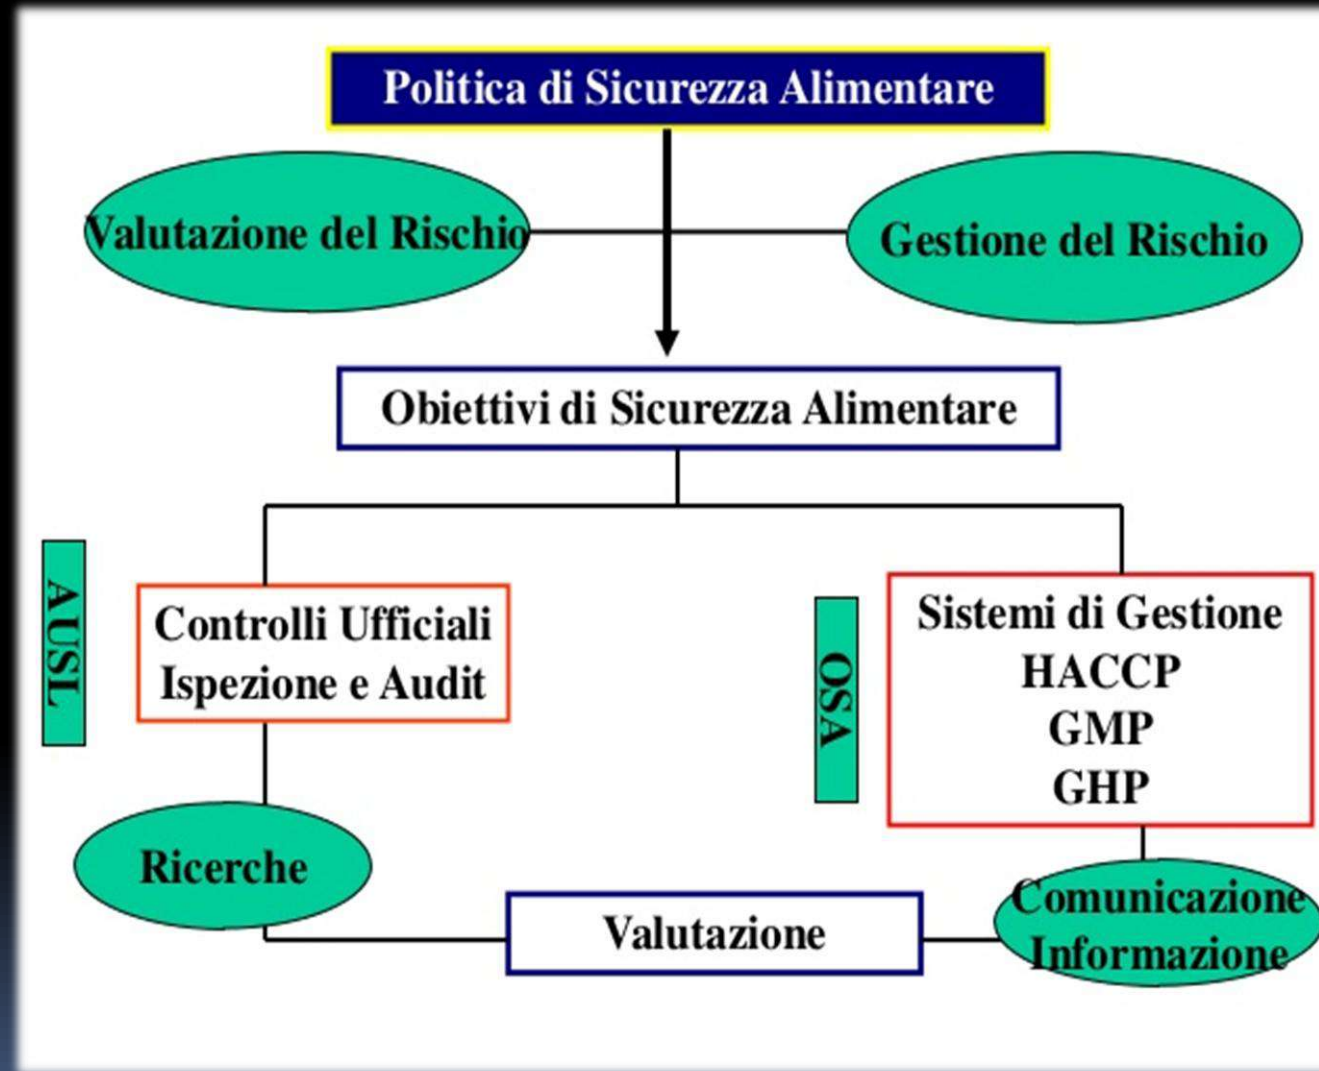 Politica di Sicurezza Alimentare
Valutazione del Rischio
Gestione del Rischio
Obiettivi di Sicurezza Alimentare
AUSL
Controlli Ufficiali
Ispezione e Audit
OSA
Sistemi di Gestione
HACCP
GMP
GHP
Ricerche
Valutazione
Comunicazione
Informazione